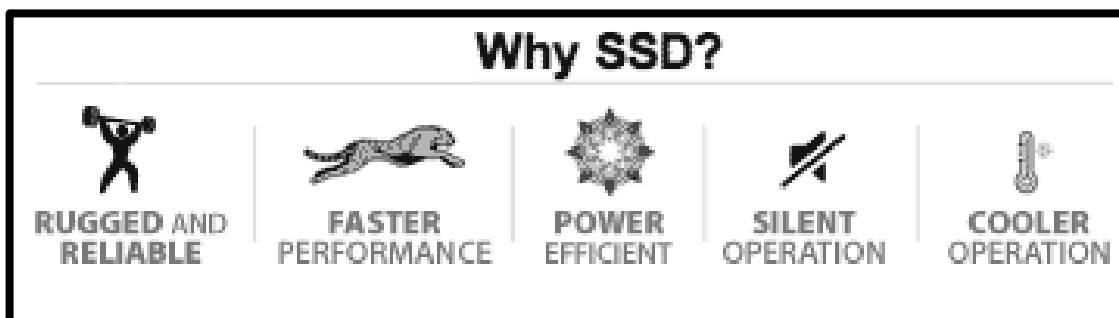 Why SSD?
RUGGED AND
RELIABLE
FASTER
PERFORMANCE
POWER
EFFICIENT
SILENT
OPERATION
COOLER
OPERATION